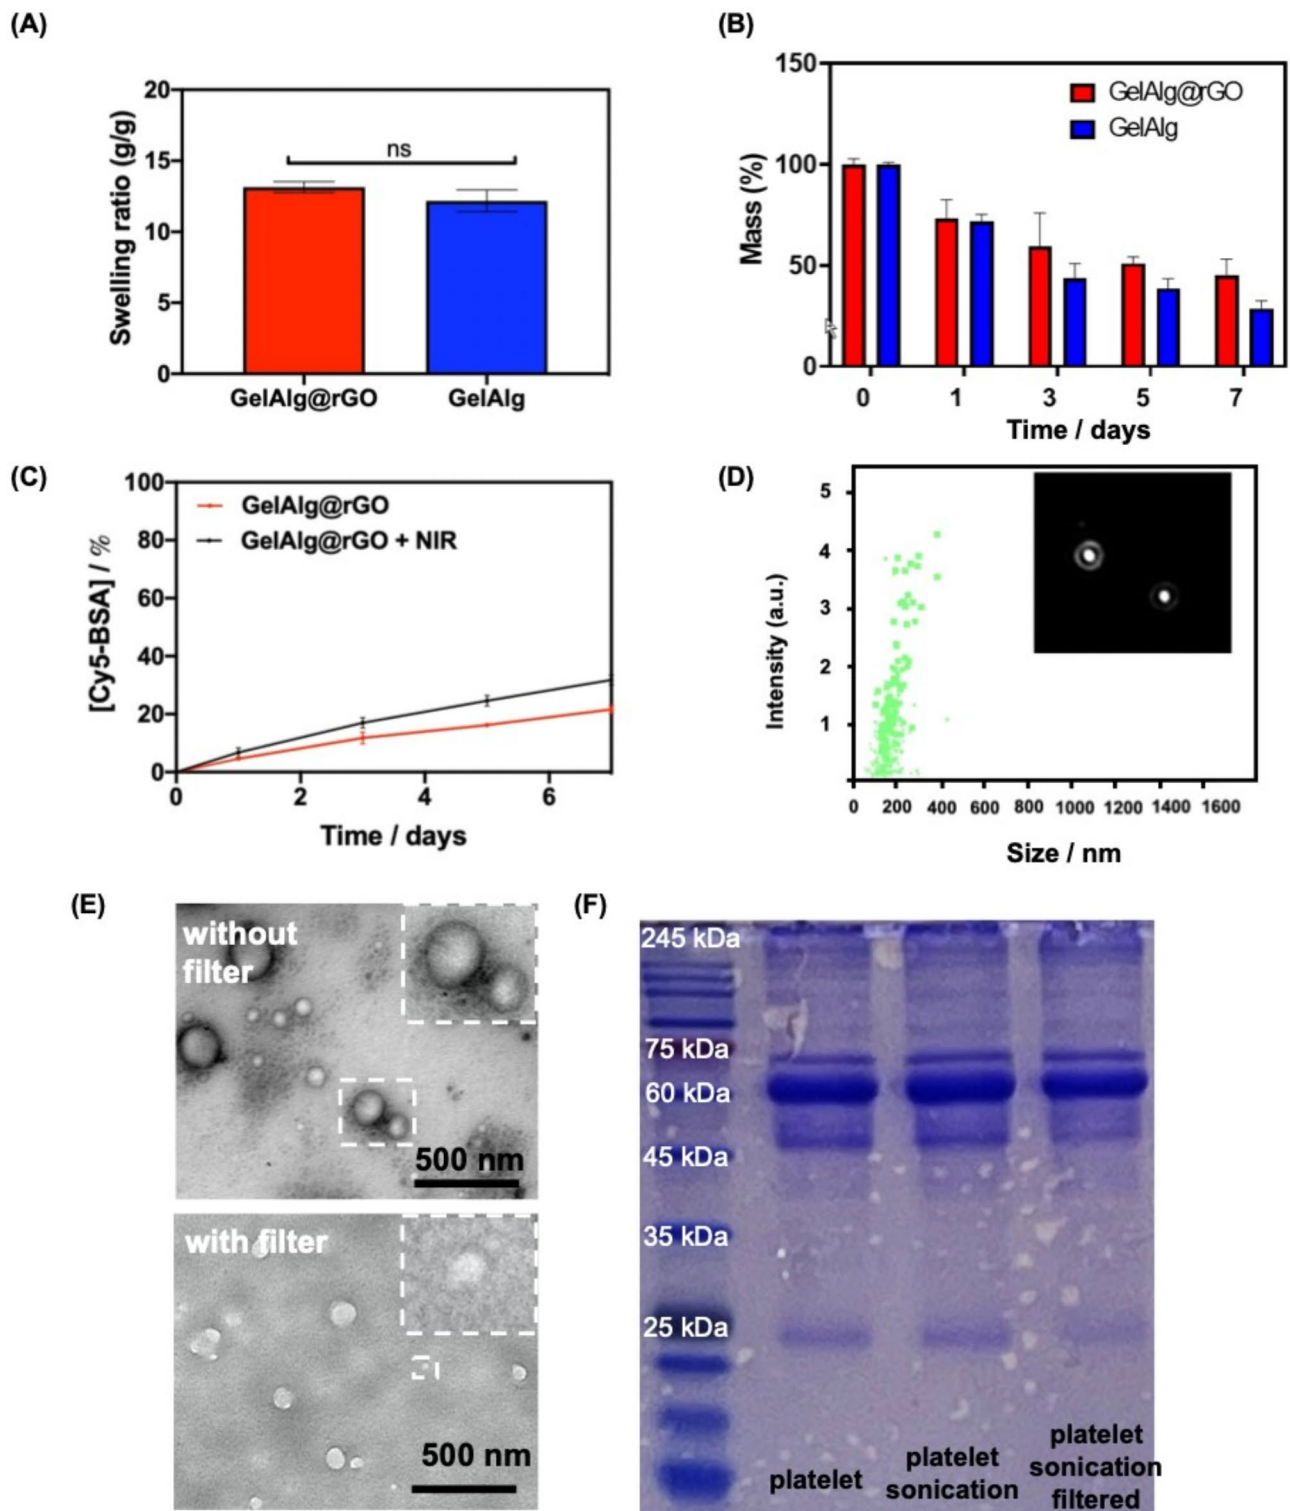 (A)
20
15
10
5
0
Swelling ratio (g/g)
ns
GelAlg@rGO
GelAlg
(B)
150
100
50
0
Mass (%)
GelAlg@rGO
GelAlg
0 1 3 5 7
Time / days
(C)
100
80
60
40
20
0
[Cy5-BSA] / %
GelAlg@rGO
GelAlg@rGO + NIR
0 2 4 6
Time / days
(D)
5
4
3
2
1
Intensity (a.u.)
0 200 400 600 800 1000 1200 1400 1600
Size / nm
(E)
without
filter
500 nm
with filter
500 nm
(F)
245 kDa
75 kDa
60 kDa
45 kDa
35 kDa
25 kDa
platelet
platelet
sonication
platelet
sonication
filtered